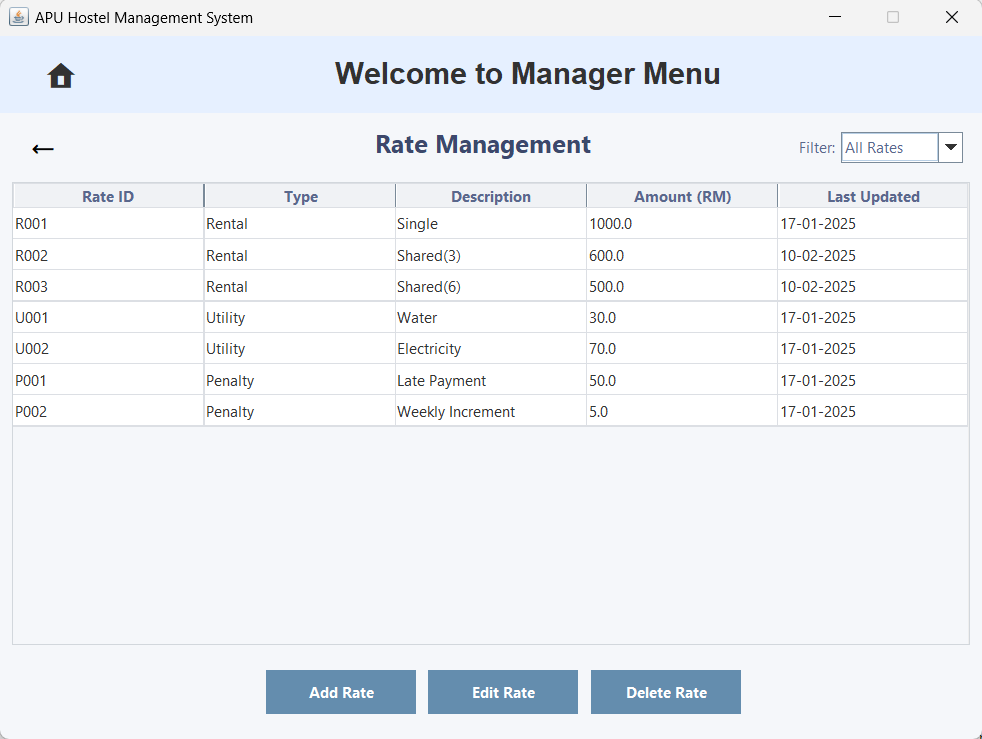 APU Hostel Management System
Welcome to Manager Menu
Rate Management
Filter: All Rates
Rate ID Type Description Amount (RM) Last Updated
R001 Rental Single 1000.0 17-01-2025
R002 Rental Shared(3) 600.0 10-02-2025
R003 Rental Shared(6) 500.0 10-02-2025
U001 Utility Water 30.0 17-01-2025
U002 Utility Electricity 70.0 17-01-2025
P001 Penalty Late Payment 50.0 17-01-2025
P002 Penalty Weekly Increment 5.0 17-01-2025
Add Rate Edit Rate Delete Rate